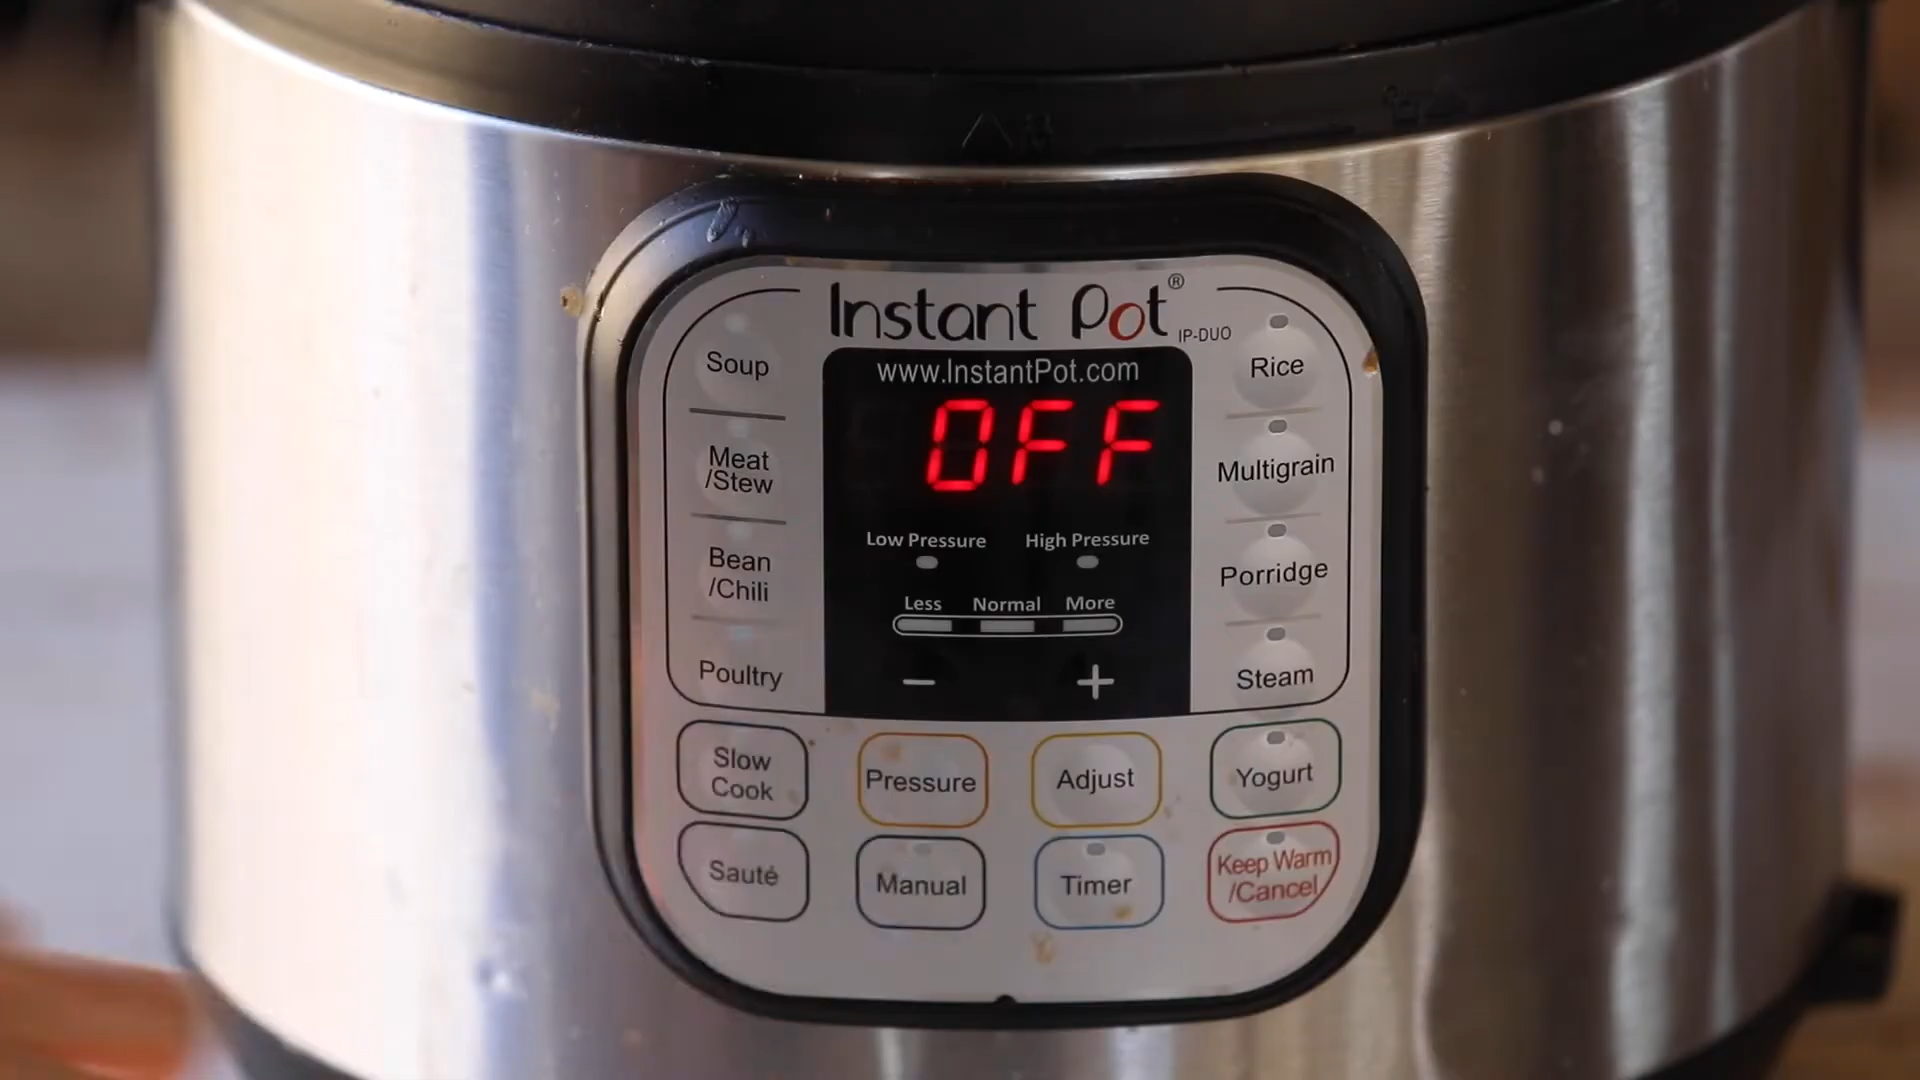 Instant Pot®
IP-DUO
www.InstantPot.com
OFF
Low Pressure
High Pressure
Less
Normal
More
−
+
Soup
Meat
/Stew
Bean
/Chili
Poultry
Rice
Multigrain
Porridge
Steam
Slow
Cook
Pressure
Adjust
Yogurt
Sauté
Manual
Timer
Keep Warm
/Cancel